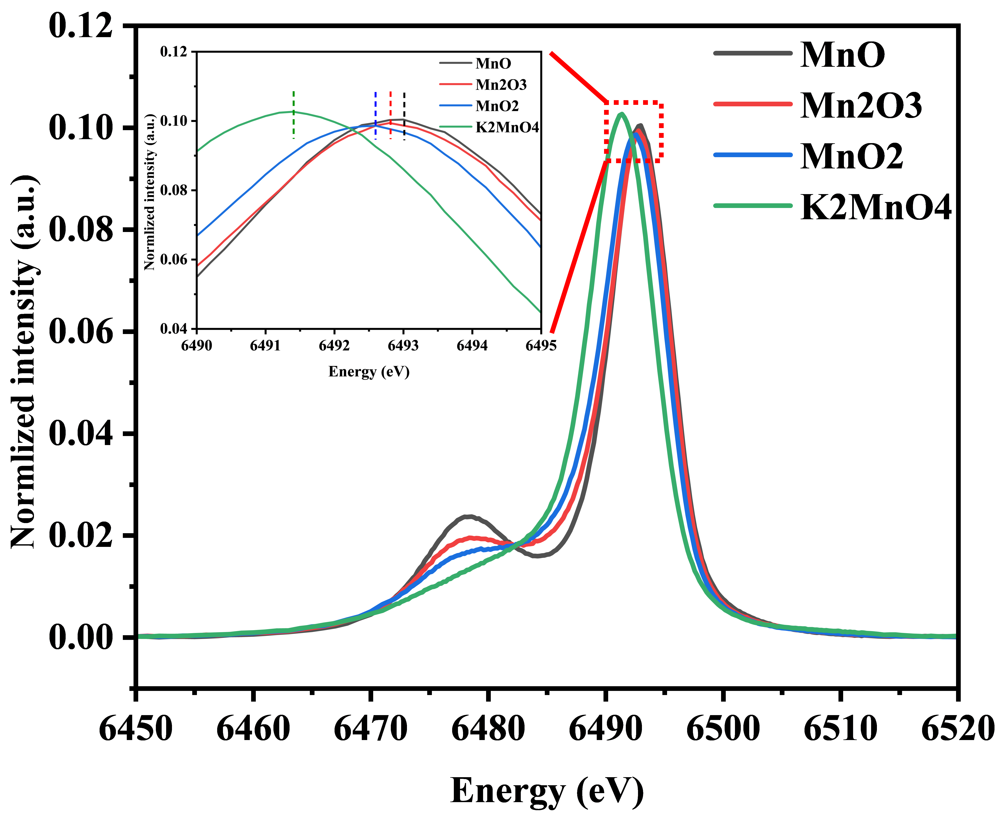 0.12
0.10
0.08
0.06
0.04
0.02
0.00
Normlized intensity (a.u.)
6450 6460 6470 6480 6490 6500 6510 6520
Energy (eV)
MnO
Mn2O3
MnO2
K2MnO4
0.12
0.10
0.08
0.06
0.04
Normlized intensity (a.u.)
6490 6491 6492 6493 6494 6495
Energy (eV)
MnO
Mn2O3
MnO2
K2MnO4